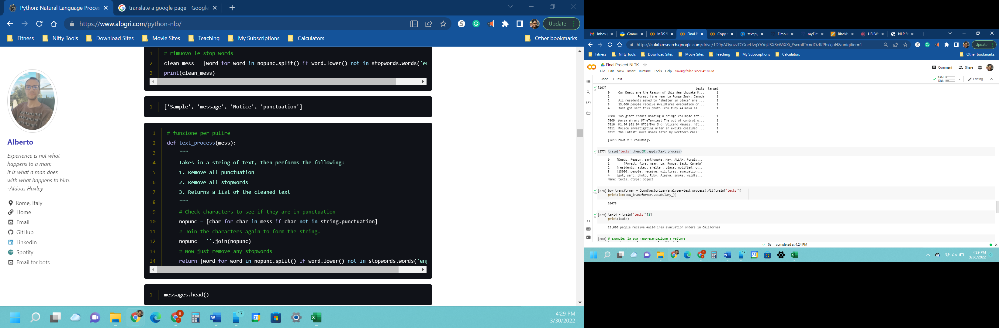 Python: Natural Language Proces
translate a google page - Google
https://www.albgri.com/python-nlp/
Update
Fitness
Nifty Tools
Download Sites
Movie Sites
Teaching
My Subscriptions
Calculators
Other bookmarks
Alberto
Experience is not what
happens to a man;
it is what a man does
with what happens to him.
-Aldous Huxley
Rome, Italy
Home
Email
GitHub
LinkedIn
Spotify
Email for bots
1 # rimuovo le stop words
2 clean_mess = [word for word in nopunc.split() if word.lower() not in stopwords.words('en
3 print(clean_mess)
1 ['Sample', 'message', 'Notice', 'punctuation']
1 # funzione per pulire
2 def text_process(mess):
3 """
4 Takes in a string of text, then performs the following:
5 1. Remove all punctuation
6 2. Remove all stopwords
7 3. Returns a list of the cleaned text
8 """
9 # Check characters to see if they are in punctuation
10 nopunc = [char for char in mess if char not in string.punctuation]
11 # Join the characters again to form the string.
12 nopunc = ''.join(nopunc)
13 # Now just remove any stopwords
14 return [word for word in nopunc.split() if word.lower() not in stopwords.words('en
1 messages.head()
17
31
4:29 PM
3/30/2022
Inbox
Gramm
MDS 5
Final P
Copy
text.py
Elmhu
myElm
Blackb
USIIW
NLP S
https://colab.research.google.com/drive/1D9pAOyovzTCGoeUvgYbYqU3XBcWiXXi_#scrollTo=dOzfKPhxkjoH&uniqifier=1
Update
Fitness
Nifty Tools
Download Sites
Movie Sites
Teaching
My Subscriptions
Calculators
Other bookmarks
Final Project NLTK
File Edit View Insert Runtime Tools Help Saving failed since 4:18 PM
Comment
Share
+ Code + Text
RAM
Disk
Editing
[267]
texts target
0 Our Deeds are the Reason of this #earthquake M... 1
1 Forest fire near La Ronge Sask. Canada 1
2 All residents asked to 'shelter in place' are ... 1
3 13,000 people receive #wildfires evacuation or... 1
4 Just got sent this photo from Ruby #Alaska as ... 1
... ... ...
7608 Two giant cranes holding a bridge collapse int... 1
7609 @aria_ahrary @TheTawniest The out of control w... 1
7610 M1.94 [01:04 UTC]?5km S of Volcano Hawaii. htt... 1
7611 Police investigating after an e-bike collided ... 1
7612 The Latest: More Homes Razed by Northern Calif... 1
[7613 rows x 5 columns]>
[277] train['texts'].head(5).apply(text_process)
0 [Deeds, Reason, earthquake, May, ALLAH, Forgiv...
1 [Forest, fire, near, La, Ronge, Sask, Canada]
2 [residents, asked, shelter, place, notified, o...
3 [13000, people, receive, wildfires, evacuation...
4 [got, sent, photo, Ruby, Alaska, smoke, wildfi...
Name: texts, dtype: object
[278] bow_transformer = CountVectorizer(analyzer=text_process).fit(train['texts'])
print(len(bow_transformer.vocabulary_))
26473
[279] text4 = train['texts'][3]
print(text4)
13,000 people receive #wildfires evacuation orders in California
[280] # example: la sua rappresentazione a vettore
0s completed at 4:24 PM
17
31
4:29 PM
3/30/2022
9